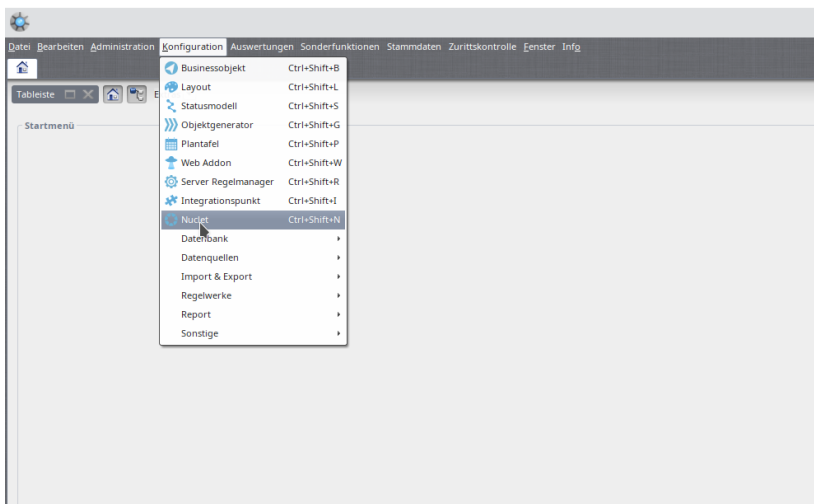 Datei Bearbeiten Administration Konfiguration Auswertungen Sonderfunktionen Stammdaten Zurittskontrolle Fenster Info
Tableiste E
Startmenü
Businessobjekt Ctrl+Shift+B
Layout Ctrl+Shift+L
Statusmodell Ctrl+Shift+S
Objektgenerator Ctrl+Shift+G
Plantafel Ctrl+Shift+P
Web Addon Ctrl+Shift+W
Server Regelmanager Ctrl+Shift+R
Integrationspunkt Ctrl+Shift+I
Nuclet Ctrl+Shift+N
Datenbank
Datenquellen
Import & Export
Regelwerke
Report
Sonstige